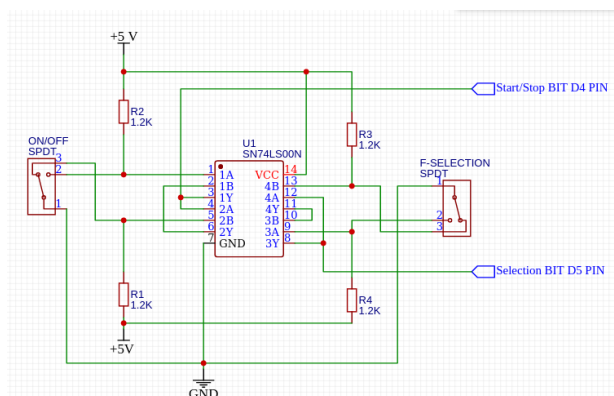 +5 V
Start/Stop BIT D4 PIN
R2
1.2K
R3
1.2K
ON/OFF
SPDT
3
2
1
U1
SN74LS00N
1 1A VCC 14
2 1B 4B 13
3 1Y 4A 12
4 2A 4Y 11
5 2B 3B 10
6 2Y 3A 9
7 GND 3Y 8
F-SELECTION
SPDT
1
2
3
Selection BIT D5 PIN
R1
1.2K
R4
1.2K
+5V
GND